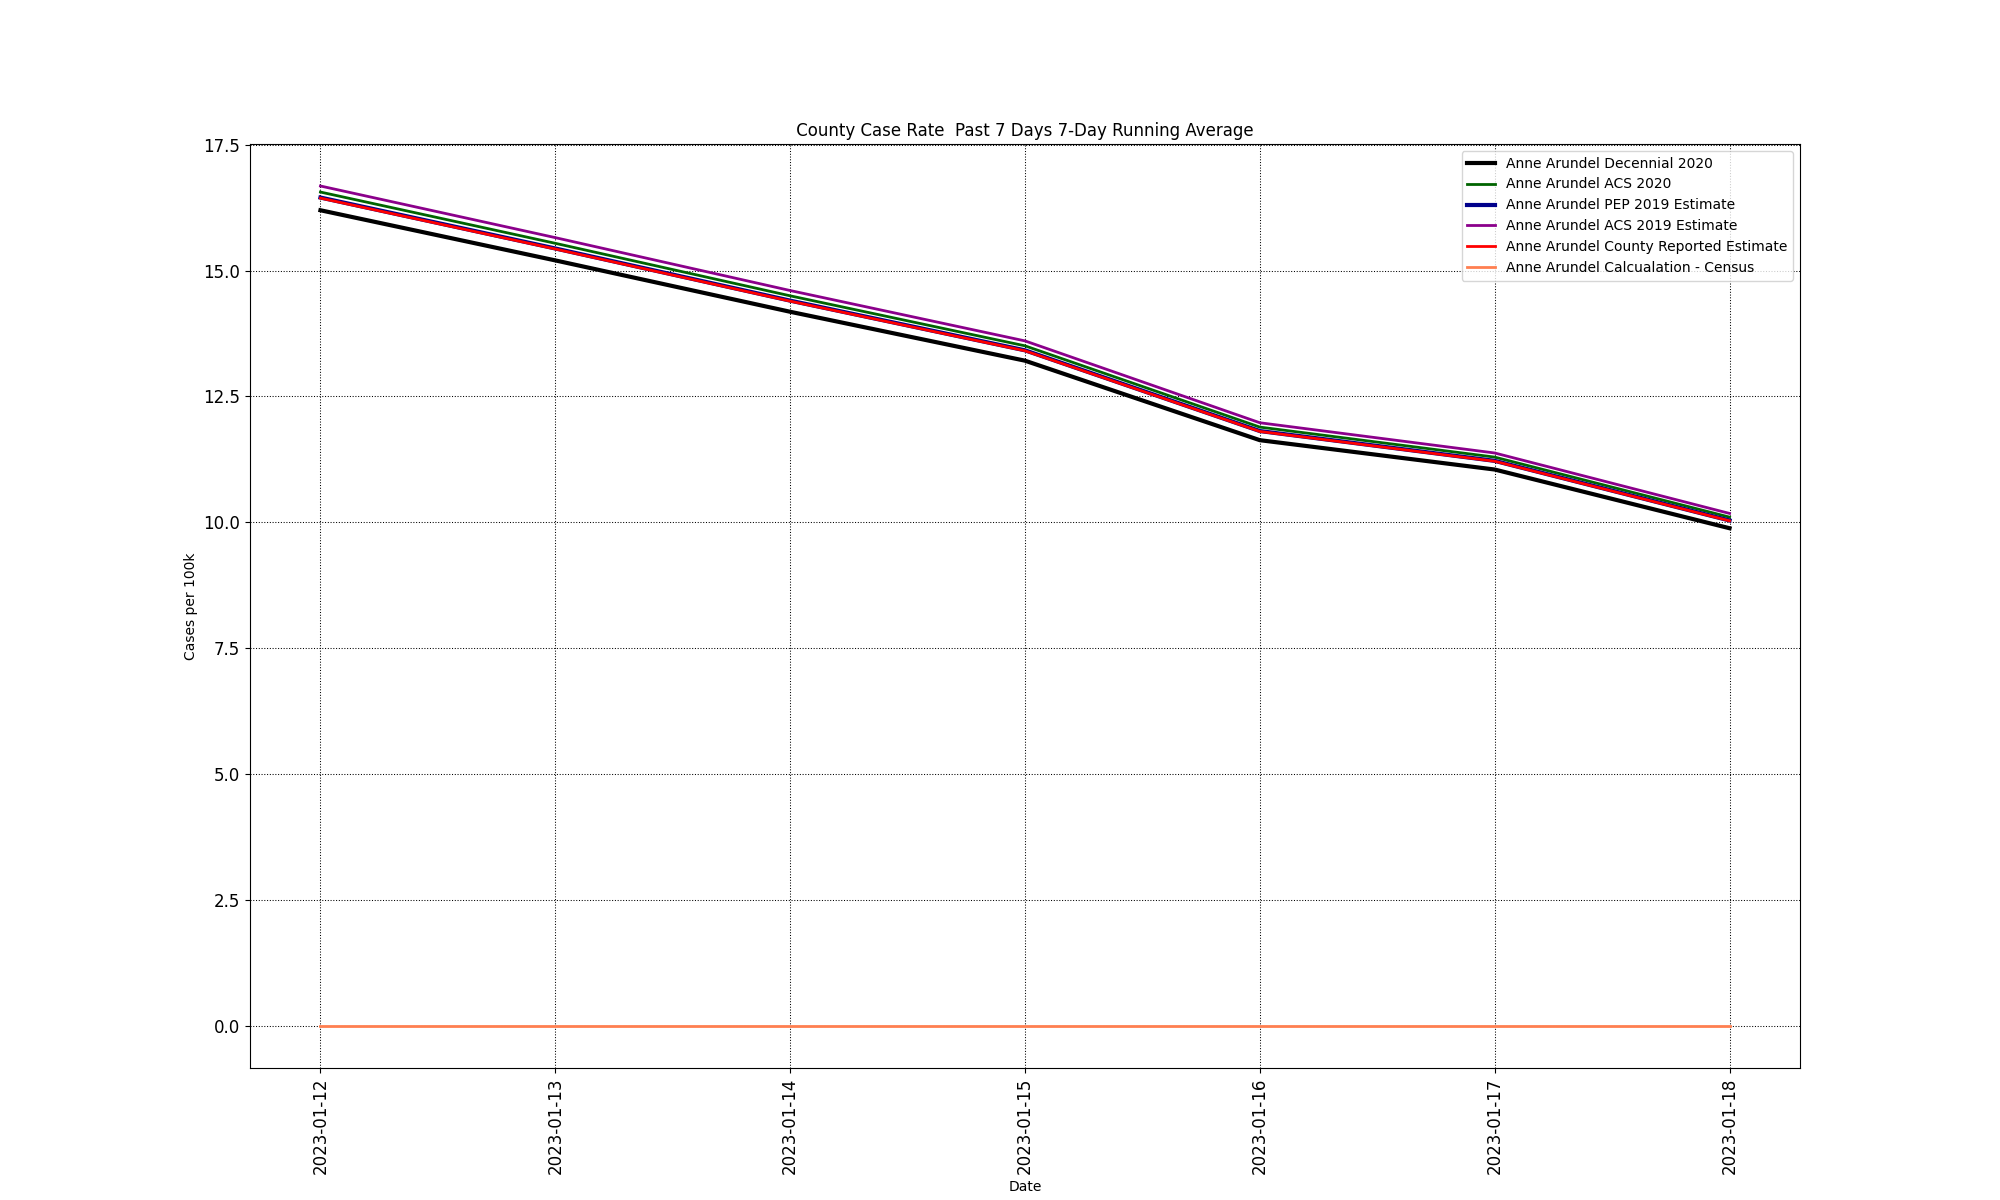 County Case Rate  Past 7 Days 7-Day Running Average
17.5
15.0
12.5
10.0
7.5
5.0
2.5
0.0
Cases per 100k
Anne Arundel Decennial 2020
Anne Arundel ACS 2020
Anne Arundel PEP 2019 Estimate
Anne Arundel ACS 2019 Estimate
Anne Arundel County Reported Estimate
Anne Arundel Calcualation - Census
2023-01-12
2023-01-13
2023-01-14
2023-01-15
2023-01-16
2023-01-17
2023-01-18
Date